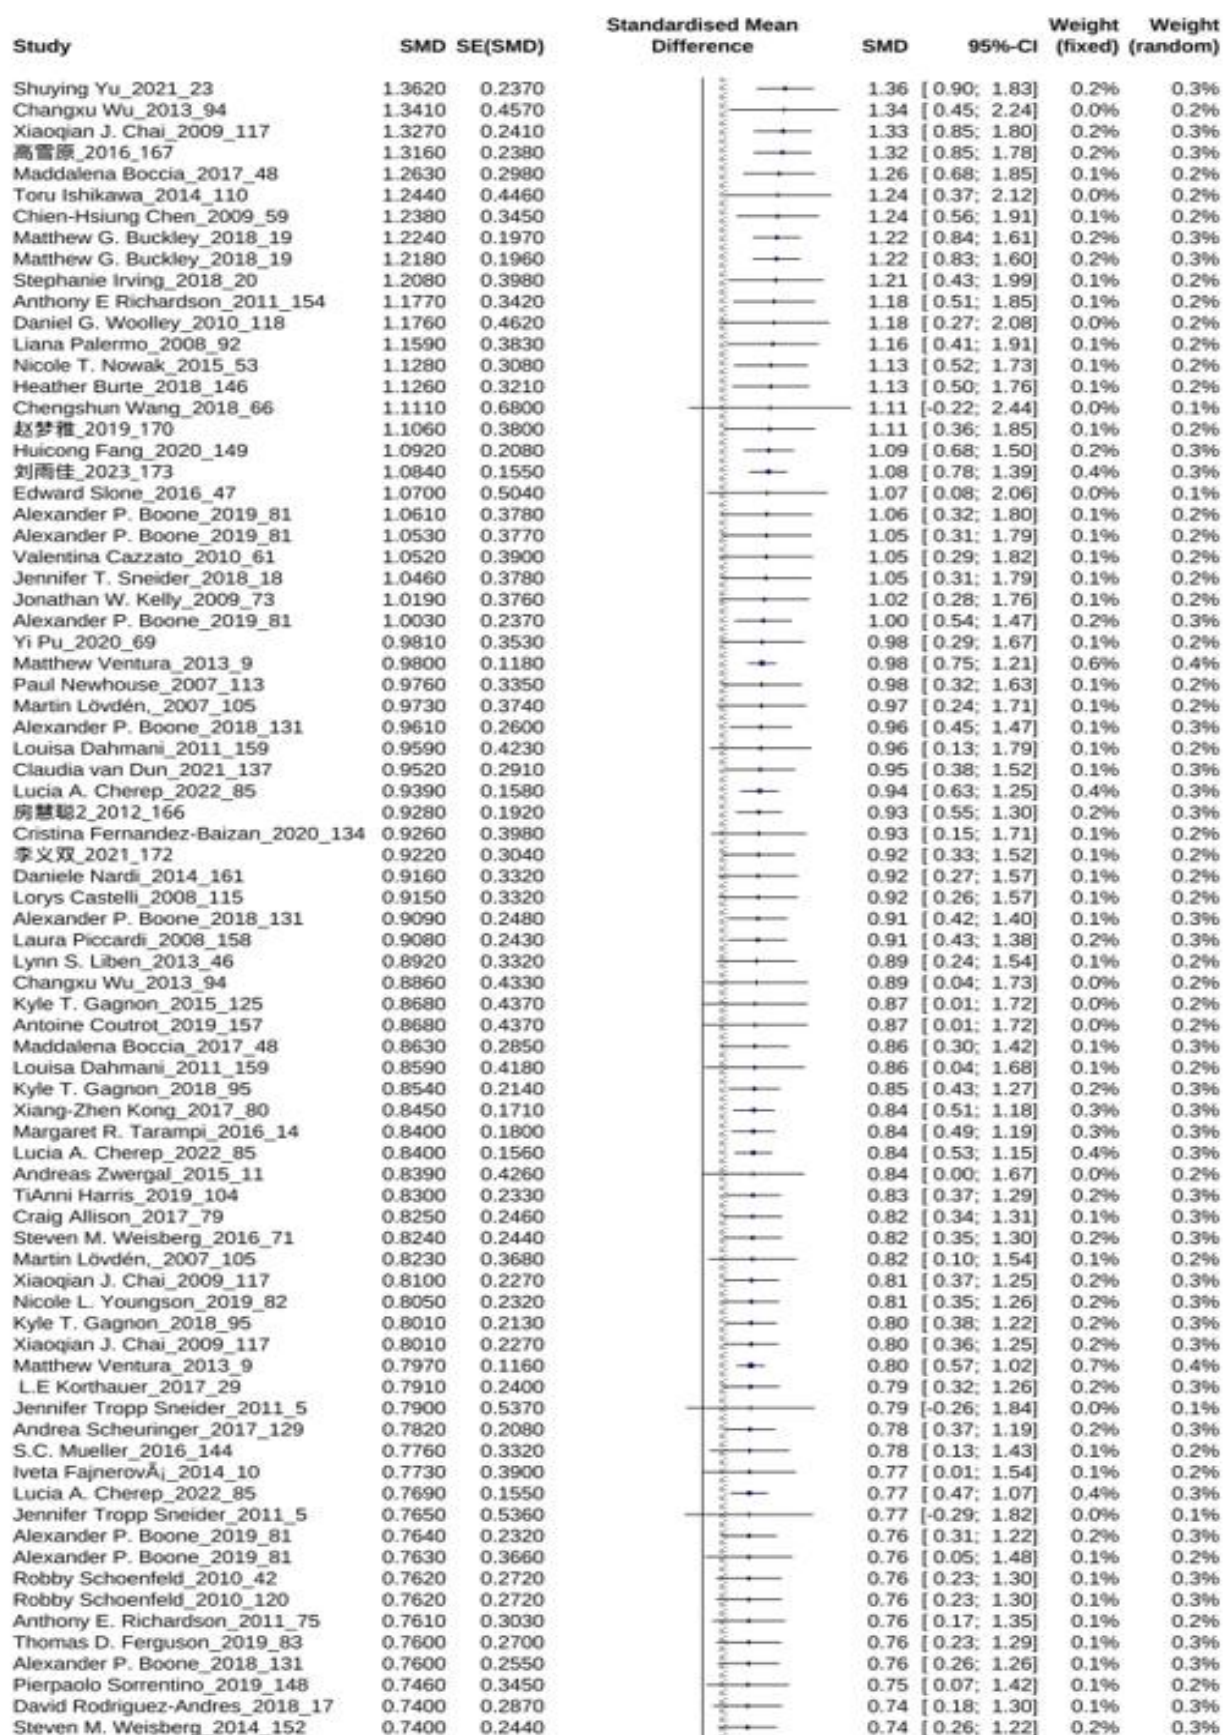 Study SMD SE(SMD) Standardised Mean Difference SMD 95%-CI Weight (fixed) Weight (random)
Shuying Yu_2021_23 1.3620 0.2370 1.36 [ 0.90; 1.83] 0.2% 0.3%
Changxu Wu_2013_94 1.3410 0.4570 1.34 [ 0.45; 2.24] 0.0% 0.2%
Xiaoqian J. Chai_2009_117 1.3270 0.2410 1.33 [ 0.85; 1.80] 0.2% 0.3%
高雪原_2016_167 1.3160 0.2380 1.32 [ 0.85; 1.78] 0.2% 0.3%
Maddalena Boccia_2017_48 1.2630 0.2980 1.26 [ 0.68; 1.85] 0.1% 0.2%
Toru Ishikawa_2014_110 1.2440 0.4460 1.24 [ 0.37; 2.12] 0.0% 0.2%
Chien-Hsiung Chen_2009_59 1.2380 0.3450 1.24 [ 0.56; 1.91] 0.1% 0.2%
Matthew G. Buckley_2018_19 1.2240 0.1970 1.22 [ 0.84; 1.61] 0.2% 0.3%
Matthew G. Buckley_2018_19 1.2180 0.1960 1.22 [ 0.83; 1.60] 0.2% 0.3%
Stephanie Irving_2018_20 1.2080 0.3980 1.21 [ 0.43; 1.99] 0.1% 0.2%
Anthony E Richardson_2011_154 1.1770 0.3420 1.18 [ 0.51; 1.85] 0.1% 0.2%
Daniel G. Woolley_2010_118 1.1760 0.4620 1.18 [ 0.27; 2.08] 0.0% 0.2%
Liana Palermo_2008_92 1.1590 0.3830 1.16 [ 0.41; 1.91] 0.1% 0.2%
Nicole T. Nowak_2015_53 1.1280 0.3080 1.13 [ 0.52; 1.73] 0.1% 0.2%
Heather Burte_2018_146 1.1260 0.3210 1.13 [ 0.50; 1.76] 0.1% 0.2%
Chengshun Wang_2018_66 1.1110 0.6800 1.11 [-0.22; 2.44] 0.0% 0.1%
赵梦雅_2019_170 1.1060 0.3800 1.11 [ 0.36; 1.85] 0.1% 0.2%
Huicong Fang_2020_149 1.0920 0.2080 1.09 [ 0.68; 1.50] 0.2% 0.3%
刘雨佳_2023_173 1.0840 0.1550 1.08 [ 0.78; 1.39] 0.4% 0.3%
Edward Slone_2016_47 1.0700 0.5040 1.07 [ 0.08; 2.06] 0.0% 0.1%
Alexander P. Boone_2019_81 1.0610 0.3780 1.06 [ 0.32; 1.80] 0.1% 0.2%
Alexander P. Boone_2019_81 1.0530 0.3770 1.05 [ 0.31; 1.79] 0.1% 0.2%
Valentina Cazzato_2010_61 1.0520 0.3900 1.05 [ 0.29; 1.82] 0.1% 0.2%
Jennifer T. Sneider_2018_18 1.0460 0.3780 1.05 [ 0.31; 1.79] 0.1% 0.2%
Jonathan W. Kelly_2009_73 1.0190 0.3760 1.02 [ 0.28; 1.76] 0.1% 0.2%
Alexander P. Boone_2019_81 1.0030 0.2370 1.00 [ 0.54; 1.47] 0.2% 0.3%
Yi Pu_2020_69 0.9810 0.3530 0.98 [ 0.29; 1.67] 0.1% 0.2%
Matthew Ventura_2013_9 0.9800 0.1180 0.98 [ 0.75; 1.21] 0.6% 0.4%
Paul Newhouse_2007_113 0.9760 0.3350 0.98 [ 0.32; 1.63] 0.1% 0.2%
Martin Lövdén,_2007_105 0.9730 0.3740 0.97 [ 0.24; 1.71] 0.1% 0.2%
Alexander P. Boone_2018_131 0.9610 0.2600 0.96 [ 0.45; 1.47] 0.1% 0.3%
Louisa Dahmani_2011_159 0.9590 0.4230 0.96 [ 0.13; 1.79] 0.1% 0.2%
Claudia van Dun_2021_137 0.9520 0.2910 0.95 [ 0.38; 1.52] 0.1% 0.3%
Lucia A. Cherep_2022_85 0.9390 0.1580 0.94 [ 0.63; 1.25] 0.4% 0.3%
房慧聪2_2012_166 0.9280 0.1920 0.93 [ 0.55; 1.30] 0.2% 0.3%
Cristina Fernandez-Baizan_2020_134 0.9260 0.3980 0.93 [ 0.15; 1.71] 0.1% 0.2%
李义双_2021_172 0.9220 0.3040 0.92 [ 0.33; 1.52] 0.1% 0.2%
Daniele Nardi_2014_161 0.9160 0.3320 0.92 [ 0.27; 1.57] 0.1% 0.2%
Lorys Castelli_2008_115 0.9150 0.3320 0.92 [ 0.26; 1.57] 0.1% 0.2%
Alexander P. Boone_2018_131 0.9090 0.2480 0.91 [ 0.42; 1.40] 0.1% 0.3%
Laura Piccardi_2008_158 0.9080 0.2430 0.91 [ 0.43; 1.38] 0.2% 0.3%
Lynn S. Liben_2013_46 0.8920 0.3320 0.89 [ 0.24; 1.54] 0.1% 0.2%
Changxu Wu_2013_94 0.8860 0.4330 0.89 [ 0.04; 1.73] 0.0% 0.2%
Kyle T. Gagnon_2015_125 0.8680 0.4370 0.87 [ 0.01; 1.72] 0.0% 0.2%
Antoine Coutrot_2019_157 0.8680 0.4370 0.87 [ 0.01; 1.72] 0.0% 0.2%
Maddalena Boccia_2017_48 0.8630 0.2850 0.86 [ 0.30; 1.42] 0.1% 0.3%
Louisa Dahmani_2011_159 0.8590 0.4180 0.86 [ 0.04; 1.68] 0.1% 0.2%
Kyle T. Gagnon_2018_95 0.8540 0.2140 0.85 [ 0.43; 1.27] 0.2% 0.3%
Xiang-Zhen Kong_2017_80 0.8450 0.1710 0.84 [ 0.51; 1.18] 0.3% 0.3%
Margaret R. Tarampi_2016_14 0.8400 0.1800 0.84 [ 0.49; 1.19] 0.3% 0.3%
Lucia A. Cherep_2022_85 0.8400 0.1560 0.84 [ 0.53; 1.15] 0.4% 0.3%
Andreas Zwergal_2015_11 0.8390 0.4260 0.84 [ 0.00; 1.67] 0.0% 0.2%
TiAnni Harris_2019_104 0.8300 0.2330 0.83 [ 0.37; 1.29] 0.2% 0.3%
Craig Allison_2017_79 0.8250 0.2460 0.82 [ 0.34; 1.31] 0.1% 0.3%
Steven M. Weisberg_2016_71 0.8240 0.2440 0.82 [ 0.35; 1.30] 0.2% 0.3%
Martin Lövdén,_2007_105 0.8230 0.3680 0.82 [ 0.10; 1.54] 0.1% 0.2%
Xiaoqian J. Chai_2009_117 0.8100 0.2270 0.81 [ 0.37; 1.25] 0.2% 0.3%
Nicole L. Youngson_2019_82 0.8050 0.2320 0.81 [ 0.35; 1.26] 0.2% 0.3%
Kyle T. Gagnon_2018_95 0.8010 0.2130 0.80 [ 0.38; 1.22] 0.2% 0.3%
Xiaoqian J. Chai_2009_117 0.8010 0.2270 0.80 [ 0.36; 1.25] 0.2% 0.3%
Matthew Ventura_2013_9 0.7970 0.1160 0.80 [ 0.57; 1.02] 0.7% 0.4%
L.E Korthauer_2017_29 0.7910 0.2400 0.79 [ 0.32; 1.26] 0.2% 0.3%
Jennifer Tropp Sneider_2011_5 0.7900 0.5370 0.79 [-0.26; 1.84] 0.0% 0.1%
Andrea Scheuringer_2017_129 0.7820 0.2080 0.78 [ 0.37; 1.19] 0.2% 0.3%
S.C. Mueller_2016_144 0.7760 0.3320 0.78 [ 0.13; 1.43] 0.1% 0.2%
Iveta FajnerovÃ¡_2014_10 0.7730 0.3900 0.77 [ 0.01; 1.54] 0.1% 0.2%
Lucia A. Cherep_2022_85 0.7690 0.1550 0.77 [ 0.47; 1.07] 0.4% 0.3%
Jennifer Tropp Sneider_2011_5 0.7650 0.5360 0.77 [-0.29; 1.82] 0.0% 0.1%
Alexander P. Boone_2019_81 0.7640 0.2320 0.76 [ 0.31; 1.22] 0.2% 0.3%
Alexander P. Boone_2019_81 0.7630 0.3660 0.76 [ 0.05; 1.48] 0.1% 0.2%
Robby Schoenfeld_2010_42 0.7620 0.2720 0.76 [ 0.23; 1.30] 0.1% 0.3%
Robby Schoenfeld_2010_120 0.7620 0.2720 0.76 [ 0.23; 1.30] 0.1% 0.3%
Anthony E. Richardson_2011_75 0.7610 0.3030 0.76 [ 0.17; 1.35] 0.1% 0.2%
Thomas D. Ferguson_2019_83 0.7600 0.2700 0.76 [ 0.23; 1.29] 0.1% 0.3%
Alexander P. Boone_2018_131 0.7600 0.2550 0.76 [ 0.26; 1.26] 0.1% 0.3%
Pierpaolo Sorrentino_2019_148 0.7460 0.3450 0.75 [ 0.07; 1.42] 0.1% 0.2%
David Rodriguez-Andres_2018_17 0.7400 0.2870 0.74 [ 0.18; 1.30] 0.1% 0.3%
Steven M. Weisberg_2014_152 0.7400 0.2440 0.74 [ 0.26; 1.22] 0.2% 0.3%